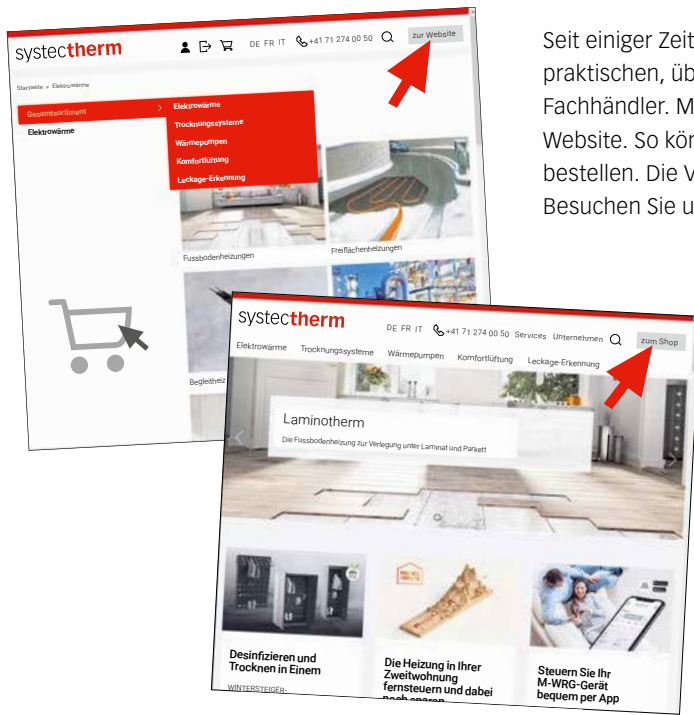 systectherm
DE FR IT +41 71 274 00 50
zur Website
Startseite » Elektrowärme
Gesamtsortiment >
Elektrowärme
Elektrowärme
Trocknungssysteme
Wärmepumpen
Komfortlüftung
Leckage-Erkennung
Fussbodenheizungen
Freiflächenheizungen
Begleitheiz
Seit einiger Zeit
praktischen, üb
Fachhändler. M
Website. So kön
bestellen. Die V
Besuchen Sie u
systectherm
DE FR IT +41 71 274 00 50 Services Unternehmen
zum Shop
Elektrowärme Trocknungssysteme Wärmepumpen Komfortlüftung Leckage-Erkennung
Laminotherm
Die Fussbodenheizung zur Verlegung unter Laminat und Parkett
Desinfizieren und
Trocknen in Einem
WINTERSTEIGER-
Die Heizung in Ihrer
Zweitwohnung
fernsteuern und dabei
noch sparen
Steuern Sie Ihr
M-WRG-Gerät
bequem per App